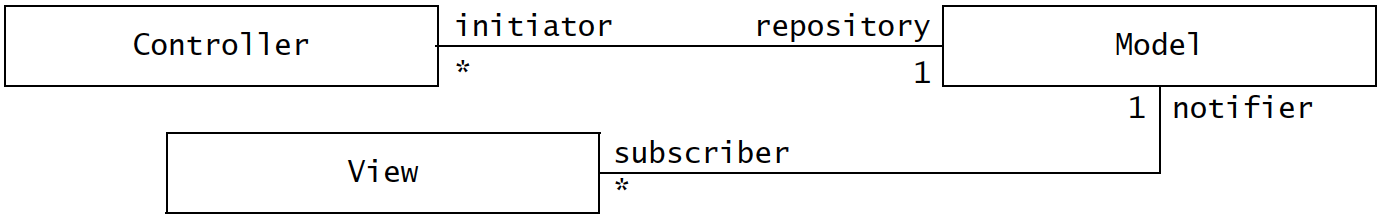 initiator repository
Controller Model
* 1
1 notifier
subscriber
View
*